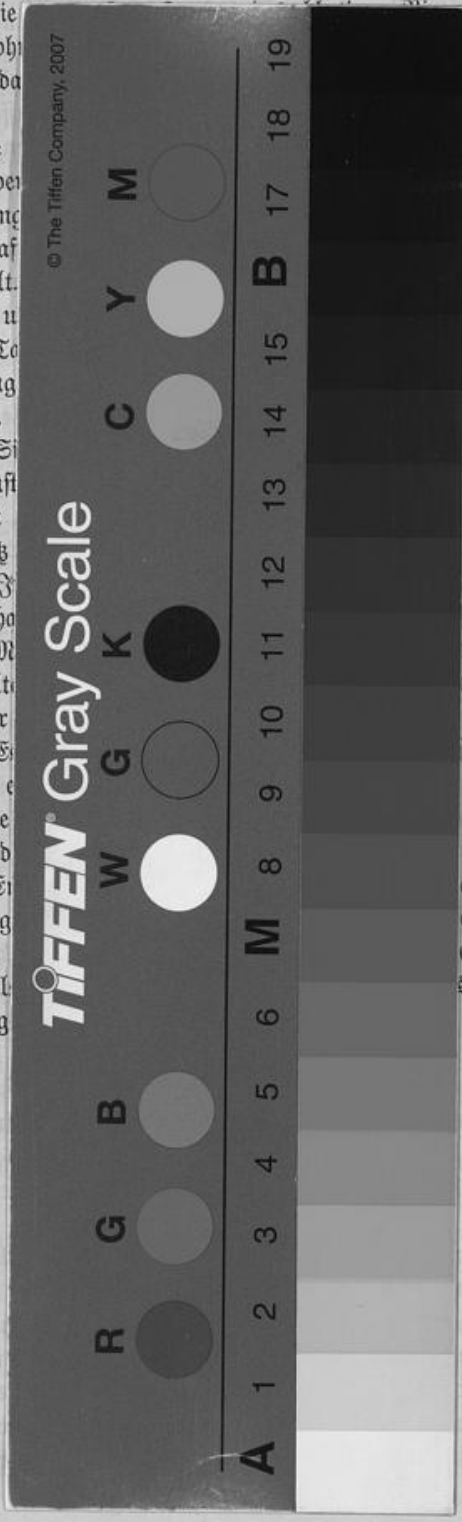 TIFFEN® Gray Scale
© The Tiffen Company, 2007
R G B W G K C Y M
A 1 2 3 4 5 6 M 8 9 10 11 12 13 14 15 B 17 18 19